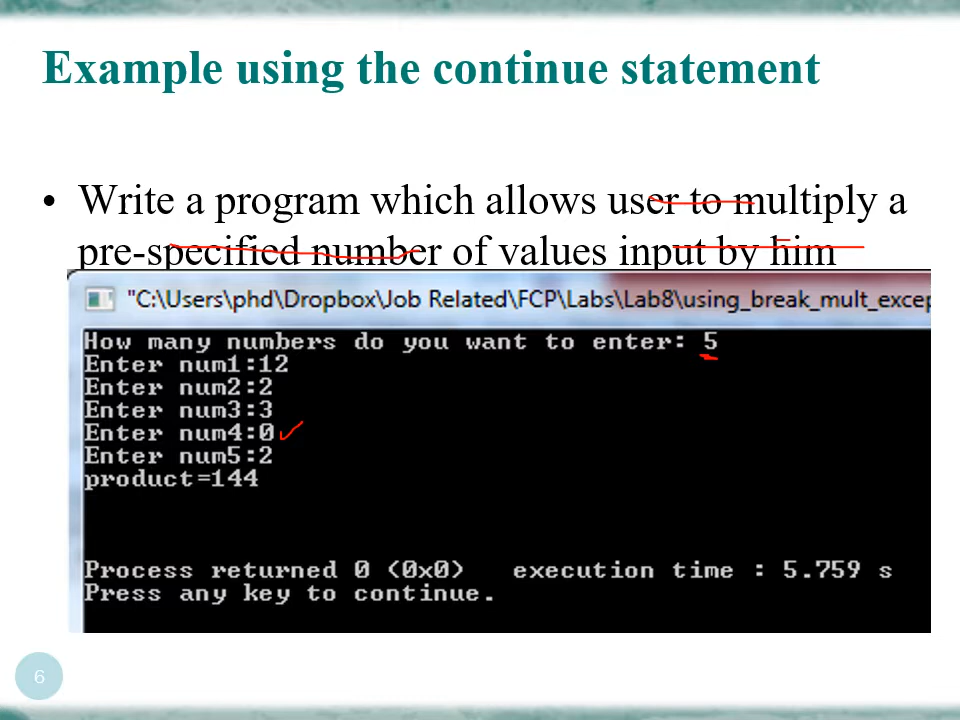 Example using the continue statement
• Write a program which allows user to multiply a
pre-specified number of values input by him
"C:\Users\phd\Dropbox\Job Related\FCP\Labs\Lab8\using_break_mult_excep
How many numbers do you want to enter: 5
Enter num1:12
Enter num2:2
Enter num3:3
Enter num4:0
Enter num5:2
product=144
Process returned 0 (0x0)   execution time : 5.759 s
Press any key to continue.
6